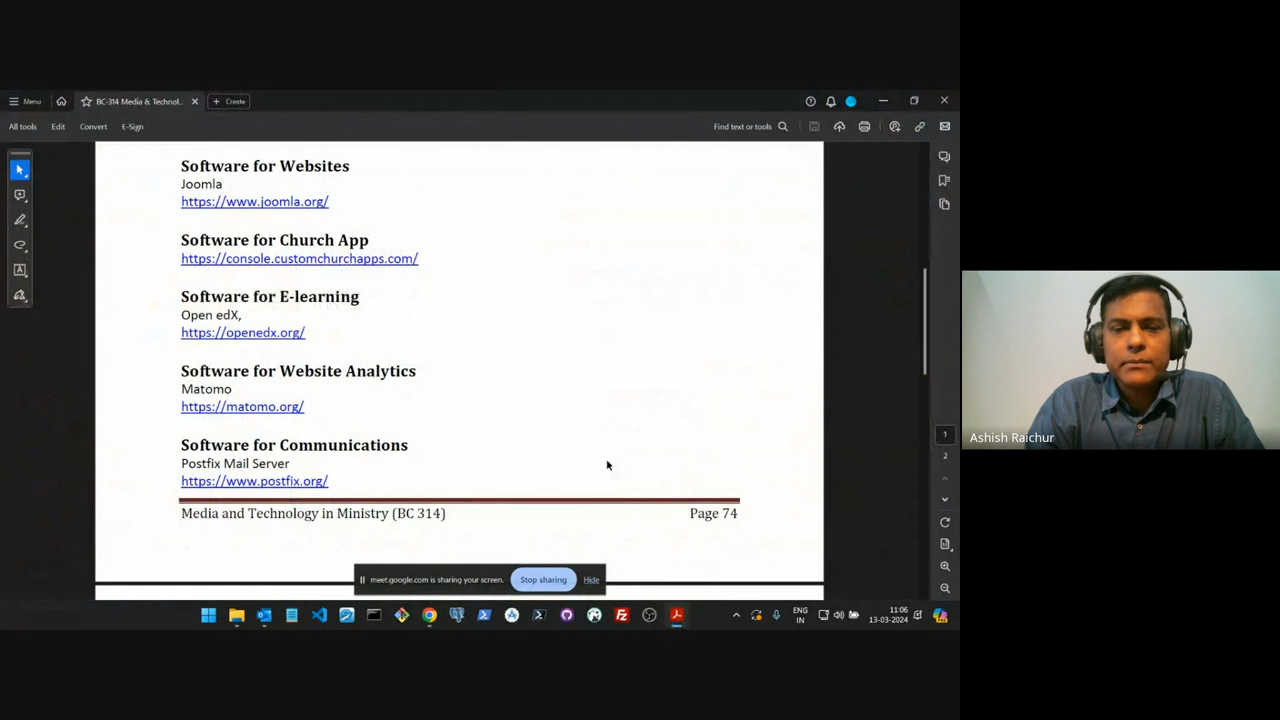 Menu
BC-314 Media & Technol...
Create
All tools
Edit
Convert
E-Sign
Find text or tools
Software for Websites
Joomla
https://www.joomla.org/
Software for Church App
https://console.customchurchapps.com/
Software for E-learning
Open edX,
https://openedx.org/
Software for Website Analytics
Matomo
https://matomo.org/
Software for Communications
Postfix Mail Server
https://www.postfix.org/
Media and Technology in Ministry (BC 314) Page 74
1
2
meet.google.com is sharing your screen.
Stop sharing
Hide
ENG
IN
11:06
13-03-2024
Ashish Raichur